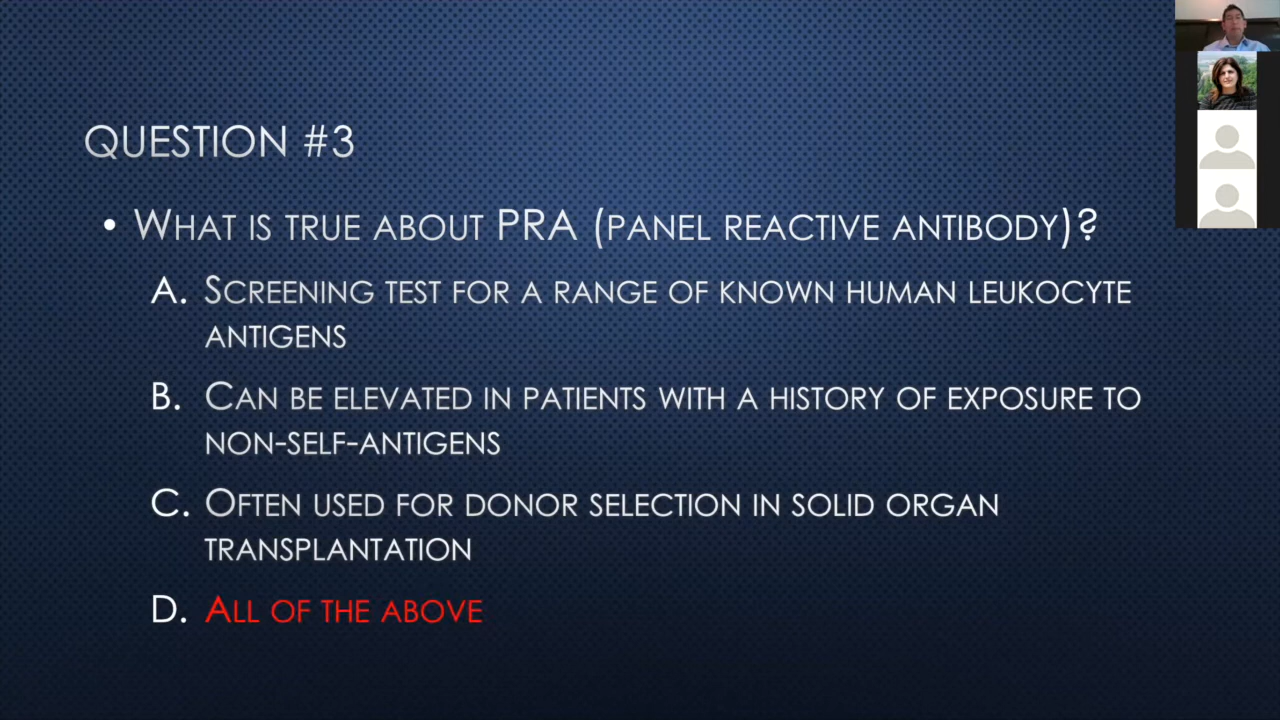 QUESTION #3
• WHAT IS TRUE ABOUT PRA (PANEL REACTIVE ANTIBODY)?
A. SCREENING TEST FOR A RANGE OF KNOWN HUMAN LEUKOCYTE
ANTIGENS
B. CAN BE ELEVATED IN PATIENTS WITH A HISTORY OF EXPOSURE TO
NON-SELF-ANTIGENS
C. OFTEN USED FOR DONOR SELECTION IN SOLID ORGAN
TRANSPLANTATION
D. ALL OF THE ABOVE